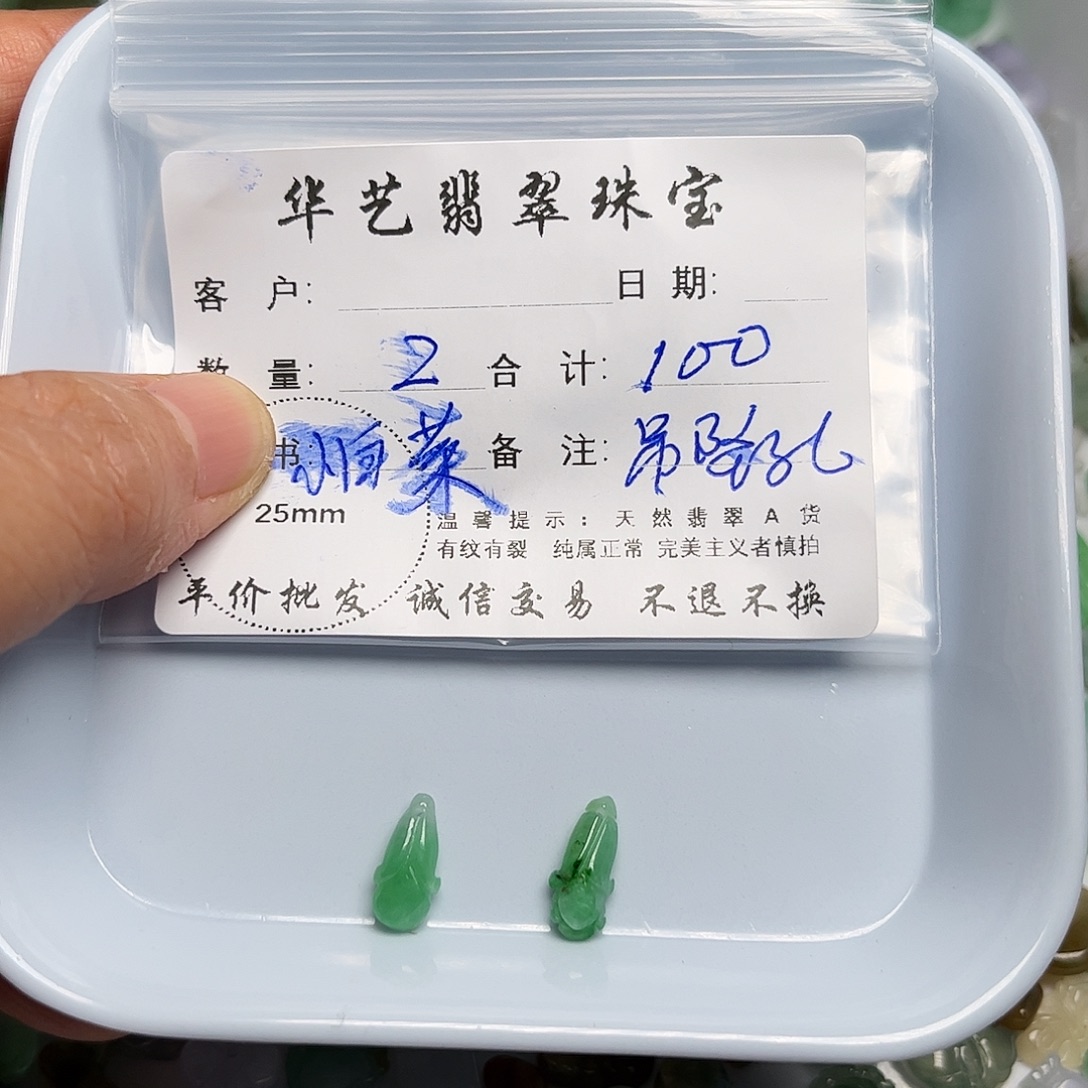 华艺翡翠珠宝
客 户: 日 期:
数 量: 2 合 计: 100
书: 白菜 备 注: 吊坠孔
25mm
温馨提示: 天然翡翠A货
有纹有裂 纯属正常 完美主义者慎拍
平价批发 诚信交易 不退不换